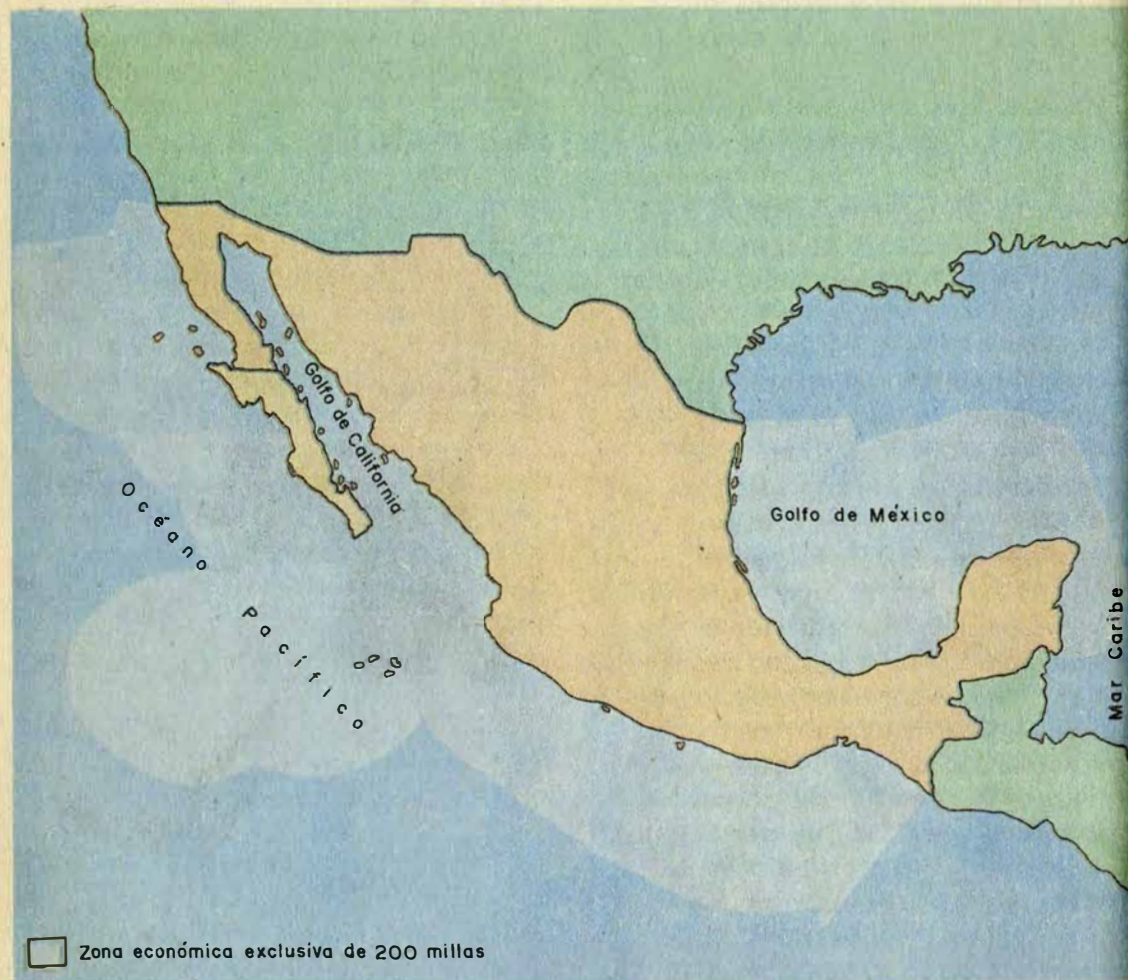 Golfo de California
Océano Pacífico
Golfo de México
Mar Caribe
Zona económica exclusiva de 200 millas